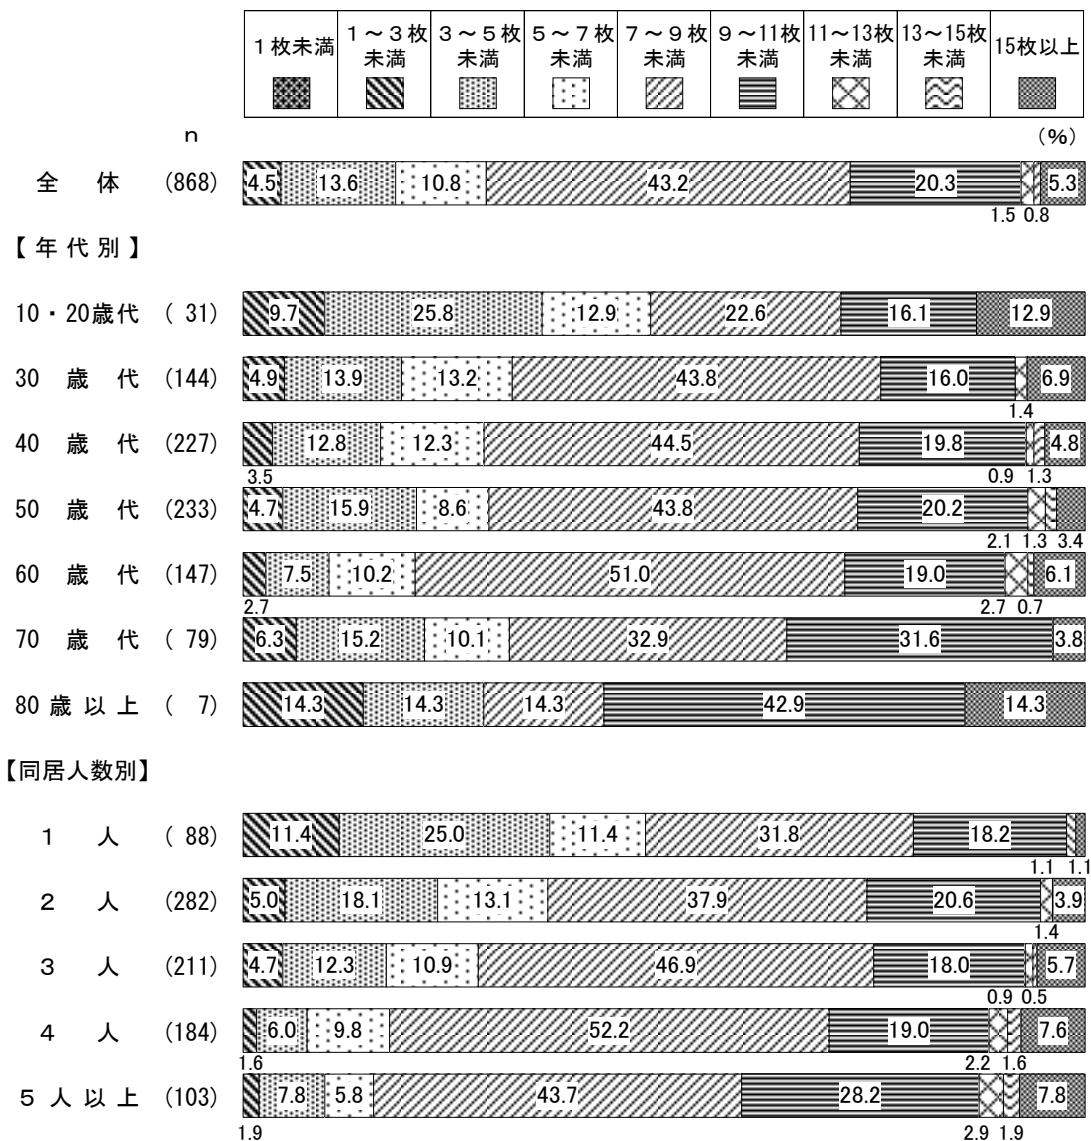 １枚未満 １～３枚未満 ３～５枚未満 ５～７枚未満 ７～９枚未満 ９～11枚未満 11～13枚未満 13～15枚未満 15枚以上
ｎ (％)
全体 (868) 4.5 13.6 10.8 43.2 20.3 5.3
1.5 0.8
【年代別】
10・20歳代 ( 31) 9.7 25.8 12.9 22.6 16.1 12.9
30歳代 (144) 4.9 13.9 13.2 43.8 16.0 6.9
1.4
40歳代 (227) 12.8 12.3 44.5 19.8 4.8
3.5 0.9 1.3
50歳代 (233) 4.7 15.9 8.6 43.8 20.2
2.1 1.3 3.4
60歳代 (147) 7.5 10.2 51.0 19.0 6.1
2.7 2.7 0.7
70歳代 ( 79) 6.3 15.2 10.1 32.9 31.6 3.8
80歳以上 ( 7) 14.3 14.3 14.3 42.9 14.3
【同居人数別】
１人 ( 88) 11.4 25.0 11.4 31.8 18.2
1.1 1.1
２人 (282) 5.0 18.1 13.1 37.9 20.6 3.9
1.4
３人 (211) 4.7 12.3 10.9 46.9 18.0 5.7
0.9 0.5
４人 (184) 6.0 9.8 52.2 19.0 7.6
1.6 2.2 1.6
５人以上 (103) 7.8 5.8 43.7 28.2 7.8
1.9 2.9 1.9